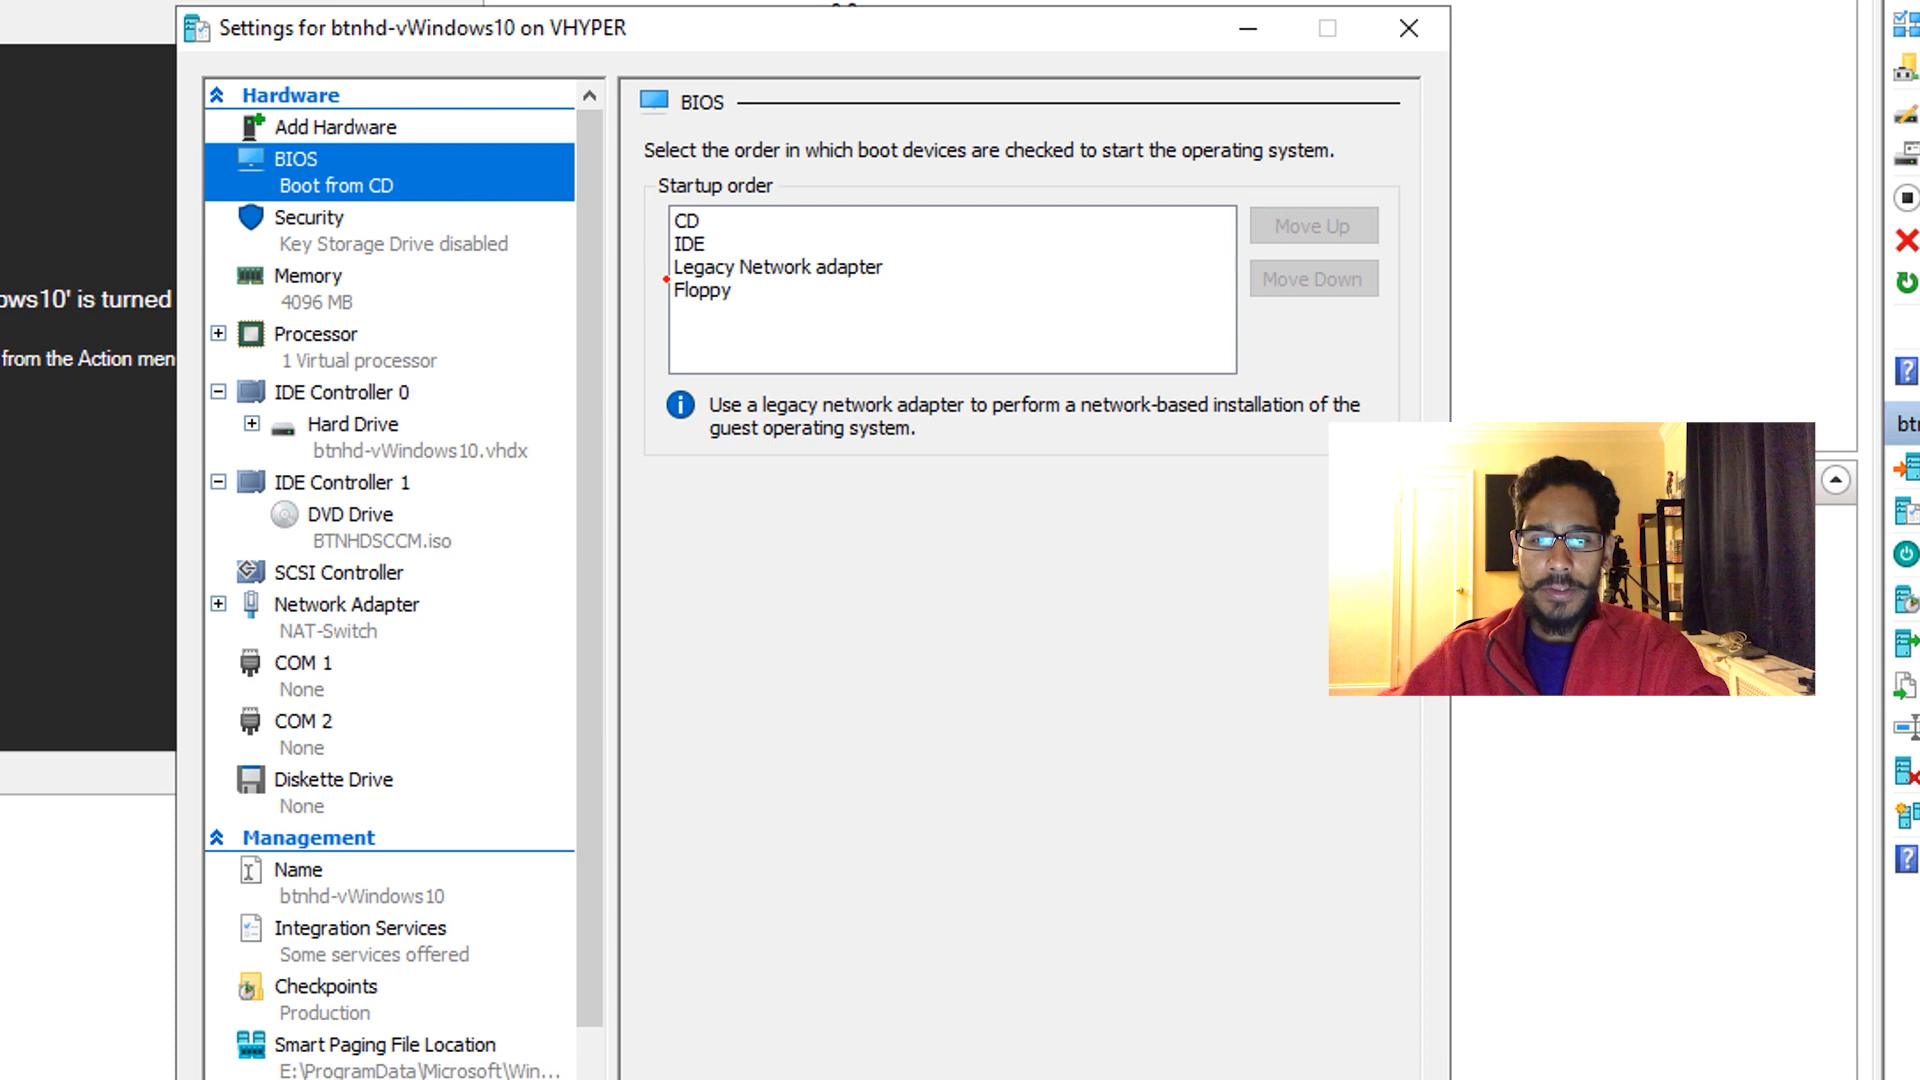 Settings for btnhd-vWindows10 on VHYPER
Hardware
Add Hardware
BIOS
Boot from CD
Security
Key Storage Drive disabled
Memory
4096 MB
Processor
1 Virtual processor
IDE Controller 0
Hard Drive
btnhd-vWindows10.vhdx
IDE Controller 1
DVD Drive
BTNHDSCCM.iso
SCSI Controller
Network Adapter
NAT-Switch
COM 1
None
COM 2
None
Diskette Drive
None
Management
Name
btnhd-vWindows10
Integration Services
Some services offered
Checkpoints
Production
Smart Paging File Location
E:\ProgramData\Microsoft\Win...
BIOS
Select the order in which boot devices are checked to start the operating system.
Startup order
CD
IDE
Legacy Network adapter
Floppy
Move Up
Move Down
Use a legacy network adapter to perform a network-based installation of the
guest operating system.
ows10' is turned
from the Action men
btn